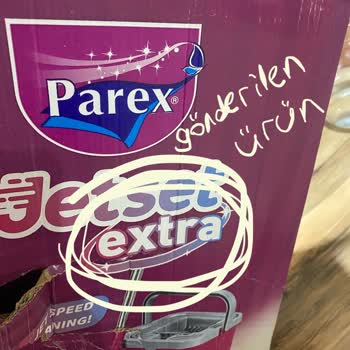 Parex®
gönderilen
ürün
Jetset
extra
SPEED
ANING!